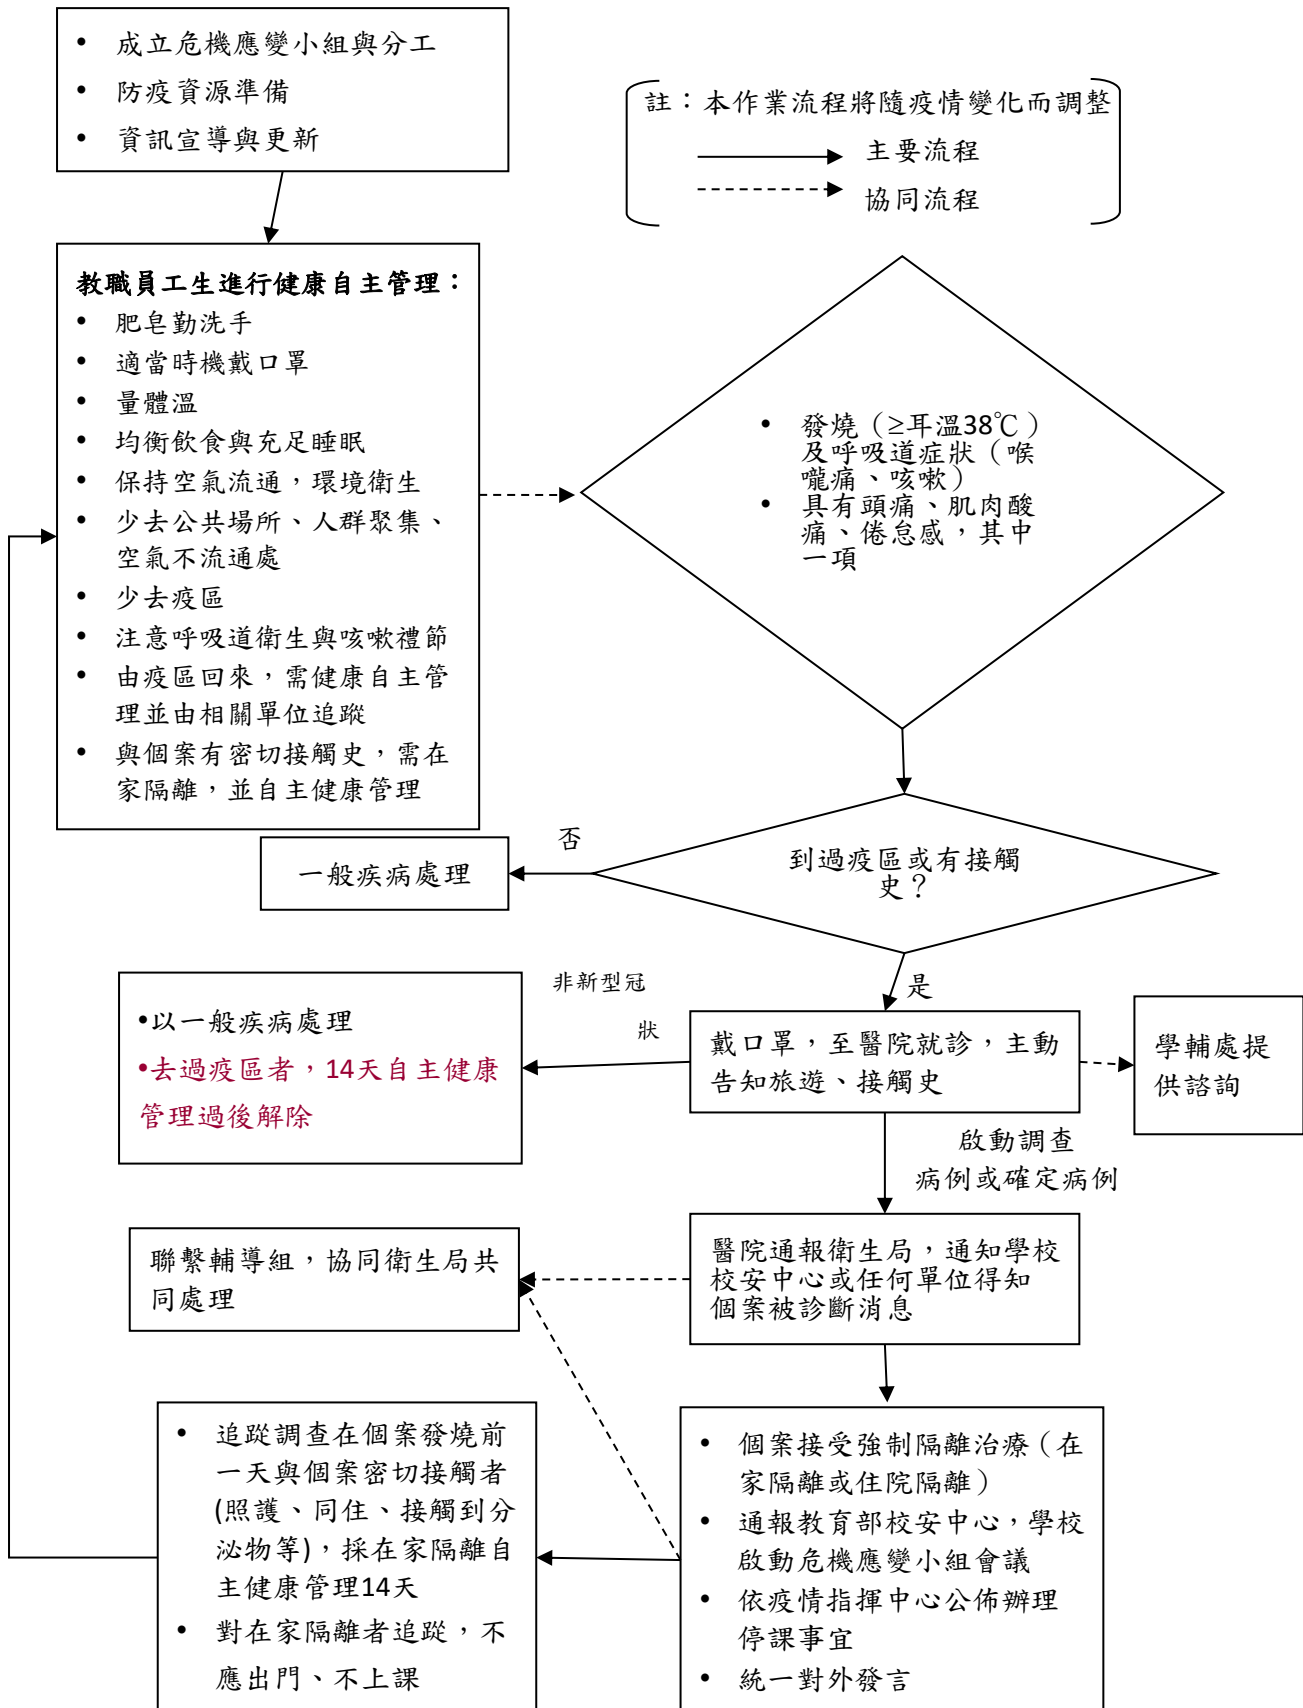 • 成立危機應變小組與分工
• 防疫資源準備
• 資訊宣導與更新
註：本作業流程將隨疫情變化而調整
主要流程
協同流程
教職員工生進行健康自主管理：
• 肥皂勤洗手
• 適當時機戴口罩
• 量體溫
• 均衡飲食與充足睡眠
• 保持空氣流通，環境衛生
• 少去公共場所、人群聚集、
空氣不流通處
• 少去疫區
• 注意呼吸道衛生與咳嗽禮節
• 由疫區回來，需健康自主管
理並由相關單位追蹤
• 與個案有密切接觸史，需在
家隔離，並自主健康管理
• 發燒（≥耳溫38℃）
及呼吸道症狀（喉
嚨痛、咳嗽）
• 具有頭痛、肌肉酸
痛、倦怠感，其中
一項
到過疫區或有接觸
史？
否
一般疾病處理
是
非新型冠
狀
•以一般疾病處理
•去過疫區者，14天自主健康
管理過後解除
戴口罩，至醫院就診，主動
告知旅遊、接觸史
學輔處提
供諮詢
啟動調查
病例或確定病例
醫院通報衛生局，通知學校
校安中心或任何單位得知
個案被診斷消息
聯繫輔導組，協同衛生局共
同處理
• 個案接受強制隔離治療（在
家隔離或住院隔離）
• 通報教育部校安中心，學校
啟動危機應變小組會議
• 依疫情指揮中心公佈辦理
停課事宜
• 統一對外發言
• 追蹤調查在個案發燒前
一天與個案密切接觸者
(照護、同住、接觸到分
泌物等)，採在家隔離自
主健康管理14天
• 對在家隔離者追蹤，不
應出門、不上課